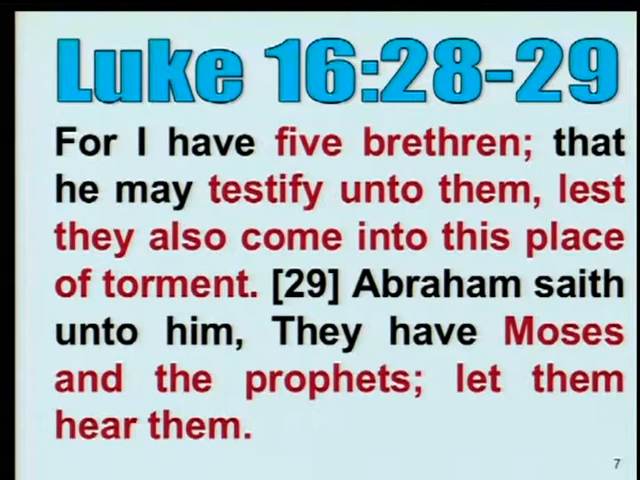 Luke 16:28-29
For I have five brethren; that
he may testify unto them, lest
they also come into this place
of torment. [29] Abraham saith
unto him, They have Moses
and the prophets; let them
hear them.
7